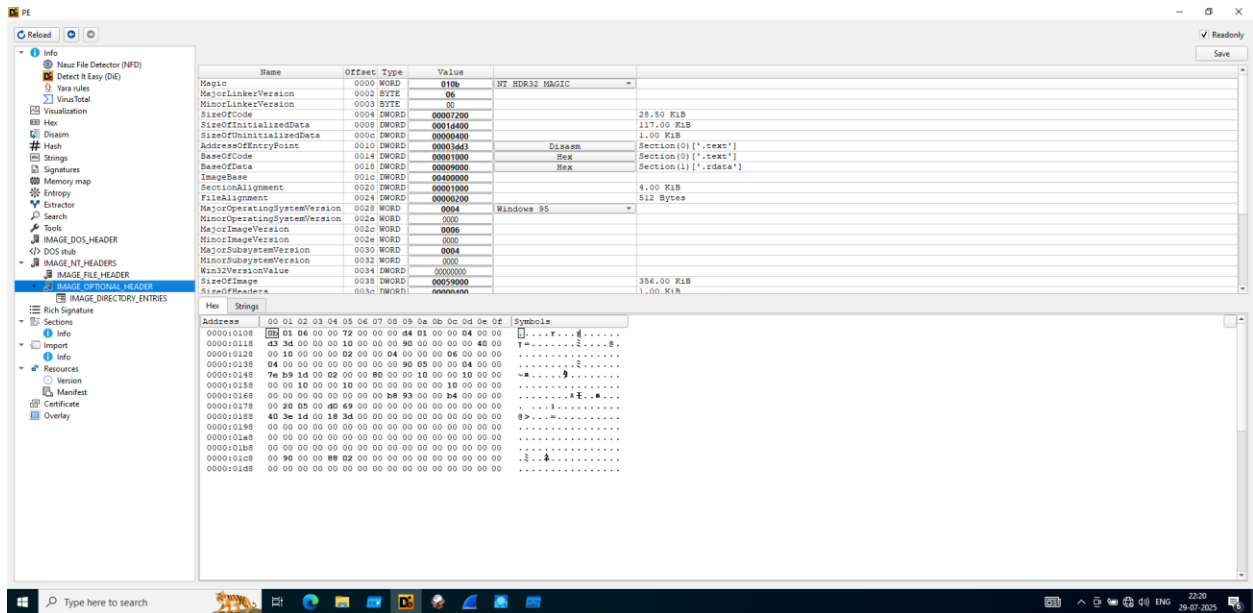 PE
Reload
Readonly
Save
Info
Nauz File Detector (NFD)
Detect It Easy (DiE)
Yara rules
VirusTotal
Visualization
Hex
Disasm
Hash
Strings
Signatures
Memory map
Entropy
Extractor
Search
Tools
IMAGE_DOS_HEADER
DOS stub
IMAGE_NT_HEADERS
IMAGE_FILE_HEADER
IMAGE_OPTIONAL_HEADER
IMAGE_DIRECTORY_ENTRIES
Rich Signature
Sections
Info
Import
Info
Resources
Version
Manifest
Certificate
Overlay
Name Offset Type Value
Magic 0000 WORD 010b NT HDR32 MAGIC
MajorLinkerVersion 0002 BYTE 06
MinorLinkerVersion 0003 BYTE 00
SizeOfCode 0004 DWORD 00007200 28.50 KiB
SizeOfInitializedData 0008 DWORD 0001d400 117.00 KiB
SizeOfUninitializedData 000c DWORD 00000400 1.00 KiB
AddressOfEntryPoint 0010 DWORD 00003dd3 Disasm Section(0)['.text']
BaseOfCode 0014 DWORD 00001000 Hex Section(0)['.text']
BaseOfData 0018 DWORD 00009000 Hex Section(1)['.rdata']
ImageBase 001c DWORD 00400000
SectionAlignment 0020 DWORD 00001000 4.00 KiB
FileAlignment 0024 DWORD 00000200 512 Bytes
MajorOperatingSystemVersion 0028 WORD 0004 Windows 95
MinorOperatingSystemVersion 002a WORD 0000
MajorImageVersion 002c WORD 0006
MinorImageVersion 002e WORD 0000
MajorSubsystemVersion 0030 WORD 0004
MinorSubsystemVersion 0032 WORD 0000
Win32VersionValue 0034 DWORD 00000000
SizeOfImage 0038 DWORD 00059000 356.00 KiB
SizeOfHeaders 003c DWORD 00000400 1.00 KiB
Hex Strings
Address 00 01 02 03 04 05 06 07 08 09 0a 0b 0c 0d 0e 0f Symbols
0000:0108 0b 01 06 00 00 72 00 00 00 d4 01 00 00 04 00 00
0000:0118 d3 3d 00 00 00 10 00 00 00 90 00 00 00 00 40 00
0000:0128 00 10 00 00 00 02 00 00 04 00 00 00 06 00 00 00
0000:0138 04 00 00 00 00 00 00 00 00 90 05 00 00 04 00 00
0000:0148 7e b9 1d 00 02 00 00 80 00 00 10 00 00 10 00 00
0000:0158 00 00 10 00 00 10 00 00 00 00 00 00 10 00 00 00
0000:0168 00 00 00 00 00 00 00 00 b8 93 00 00 b4 00 00 00
0000:0178 00 20 05 00 d0 69 00 00 00 00 00 00 00 00 00 00
0000:0188 40 3e 1d 00 18 3d 00 00 00 00 00 00 00 00 00 00
0000:0198 00 00 00 00 00 00 00 00 00 00 00 00 00 00 00 00
0000:01a8 00 00 00 00 00 00 00 00 00 00 00 00 00 00 00 00
0000:01b8 00 00 00 00 00 00 00 00 00 00 00 00 00 00 00 00
0000:01c8 00 90 00 00 88 02 00 00 00 00 00 00 00 00 00 00
0000:01d8 00 00 00 00 00 00 00 00 00 00 00 00 00 00 00 00
Type here to search
ENG
22:20
29-07-2025